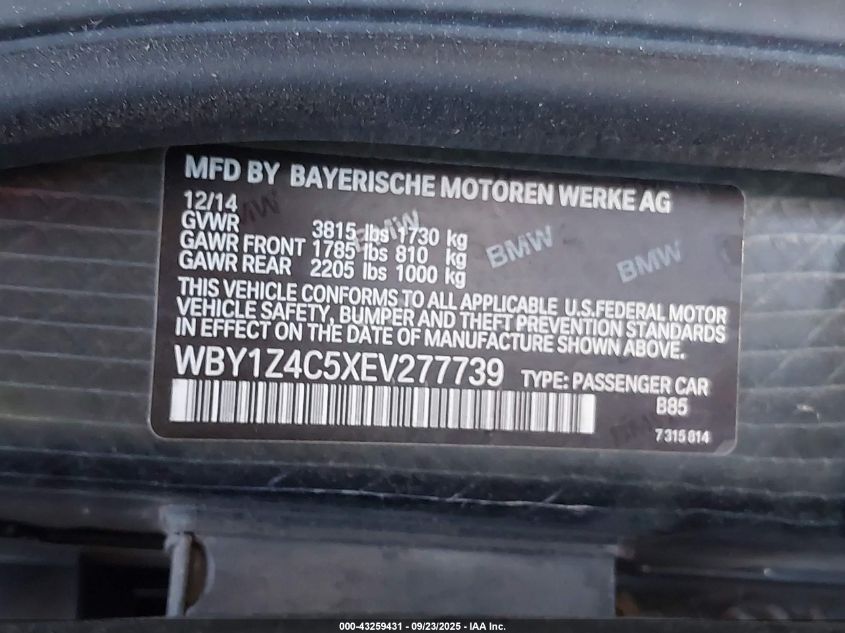 MFD BY BAYERISCHE MOTOREN WERKE AG
12/14
GVWR 3815 lbs 1730 kg
GAWR FRONT 1785 lbs 810 kg
GAWR REAR 2205 lbs 1000 kg
BMW BMW BMW BMW
THIS VEHICLE CONFORMS TO ALL APPLICABLE U.S.FEDERAL MOTOR
VEHICLE SAFETY, BUMPER AND THEFT PREVENTION STANDARDS
IN EFFECT ON THE DATE OF MANUFACTURE SHOWN ABOVE.
WBY1Z4C5XEV277739 TYPE: PASSENGER CAR
B85
7315814
000-43259431 - 09/23/2025 - IAA Inc.